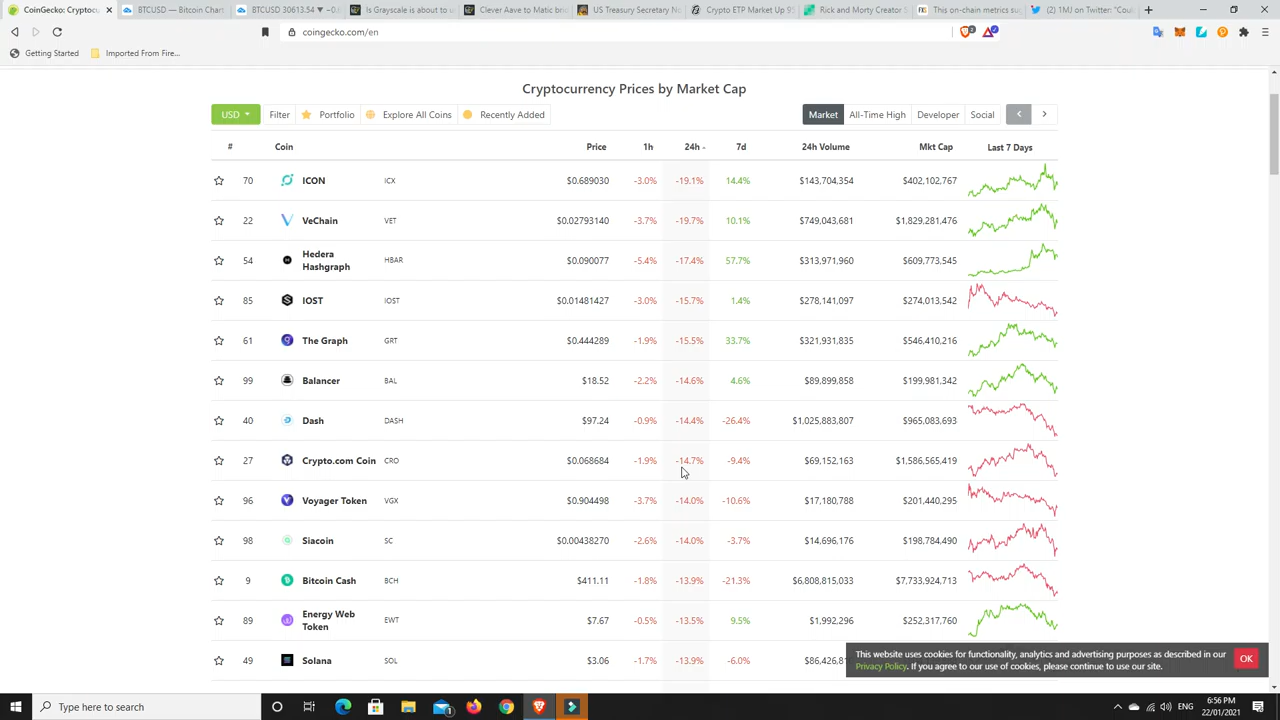 CoinGecko: Cryptocu
BTCUSD — Bitcoin Chart
BTCUSD 30613.54 ▼ −0.
Is Grayscale is about to u
Clever Aave to Matic brid
US Treasury Secretary No
Crypto ETP Market Up 95
Rick and Morty Creator S
This on-chain metrics sug
(2) 1MJ on Twitter: "Coul
coingecko.com/en
Getting Started
Imported From Fire...
Cryptocurrency Prices by Market Cap
USD Filter Portfolio Explore All Coins Recently Added Market All-Time High Developer Social
# Coin Price 1h 24h 7d 24h Volume Mkt Cap Last 7 Days
70 ICON ICX $0.689030 -3.0% -19.1% 14.4% $143,704,354 $402,102,767
22 VeChain VET $0.02793140 -3.7% -19.7% 10.1% $749,043,681 $1,829,281,476
54 Hedera Hashgraph HBAR $0.090077 -5.4% -17.4% 57.7% $313,971,960 $609,773,545
85 IOST IOST $0.01481427 -3.0% -15.7% 1.4% $278,141,097 $274,013,542
61 The Graph GRT $0.444289 -1.9% -15.5% 33.7% $321,931,835 $546,410,216
99 Balancer BAL $18.52 -2.2% -14.6% 4.6% $89,899,858 $199,981,342
40 Dash DASH $97.24 -0.9% -14.4% -26.4% $1,025,883,807 $965,083,693
27 Crypto.com Coin CRO $0.068684 -1.9% -14.7% -9.4% $69,152,163 $1,586,565,419
96 Voyager Token VGX $0.904498 -3.7% -14.0% -10.6% $17,180,788 $201,440,295
98 Siacoin SC $0.00438270 -2.6% -14.0% -3.7% $14,696,176 $198,784,490
9 Bitcoin Cash BCH $411.11 -1.8% -13.9% -21.3% $6,808,815,033 $7,733,924,713
89 Energy Web Token EWT $7.67 -0.5% -13.5% 9.5% $1,992,296 $252,317,760
49 Solana SOL $3.06 -1.7% -13.9% -6.0% $86,426,8
This website uses cookies for functionality, analytics and advertising purposes as described in our
Privacy Policy. If you agree to our use of cookies, please continue to use our site.
OK
Type here to search
ENG
6:56 PM
22/01/2021